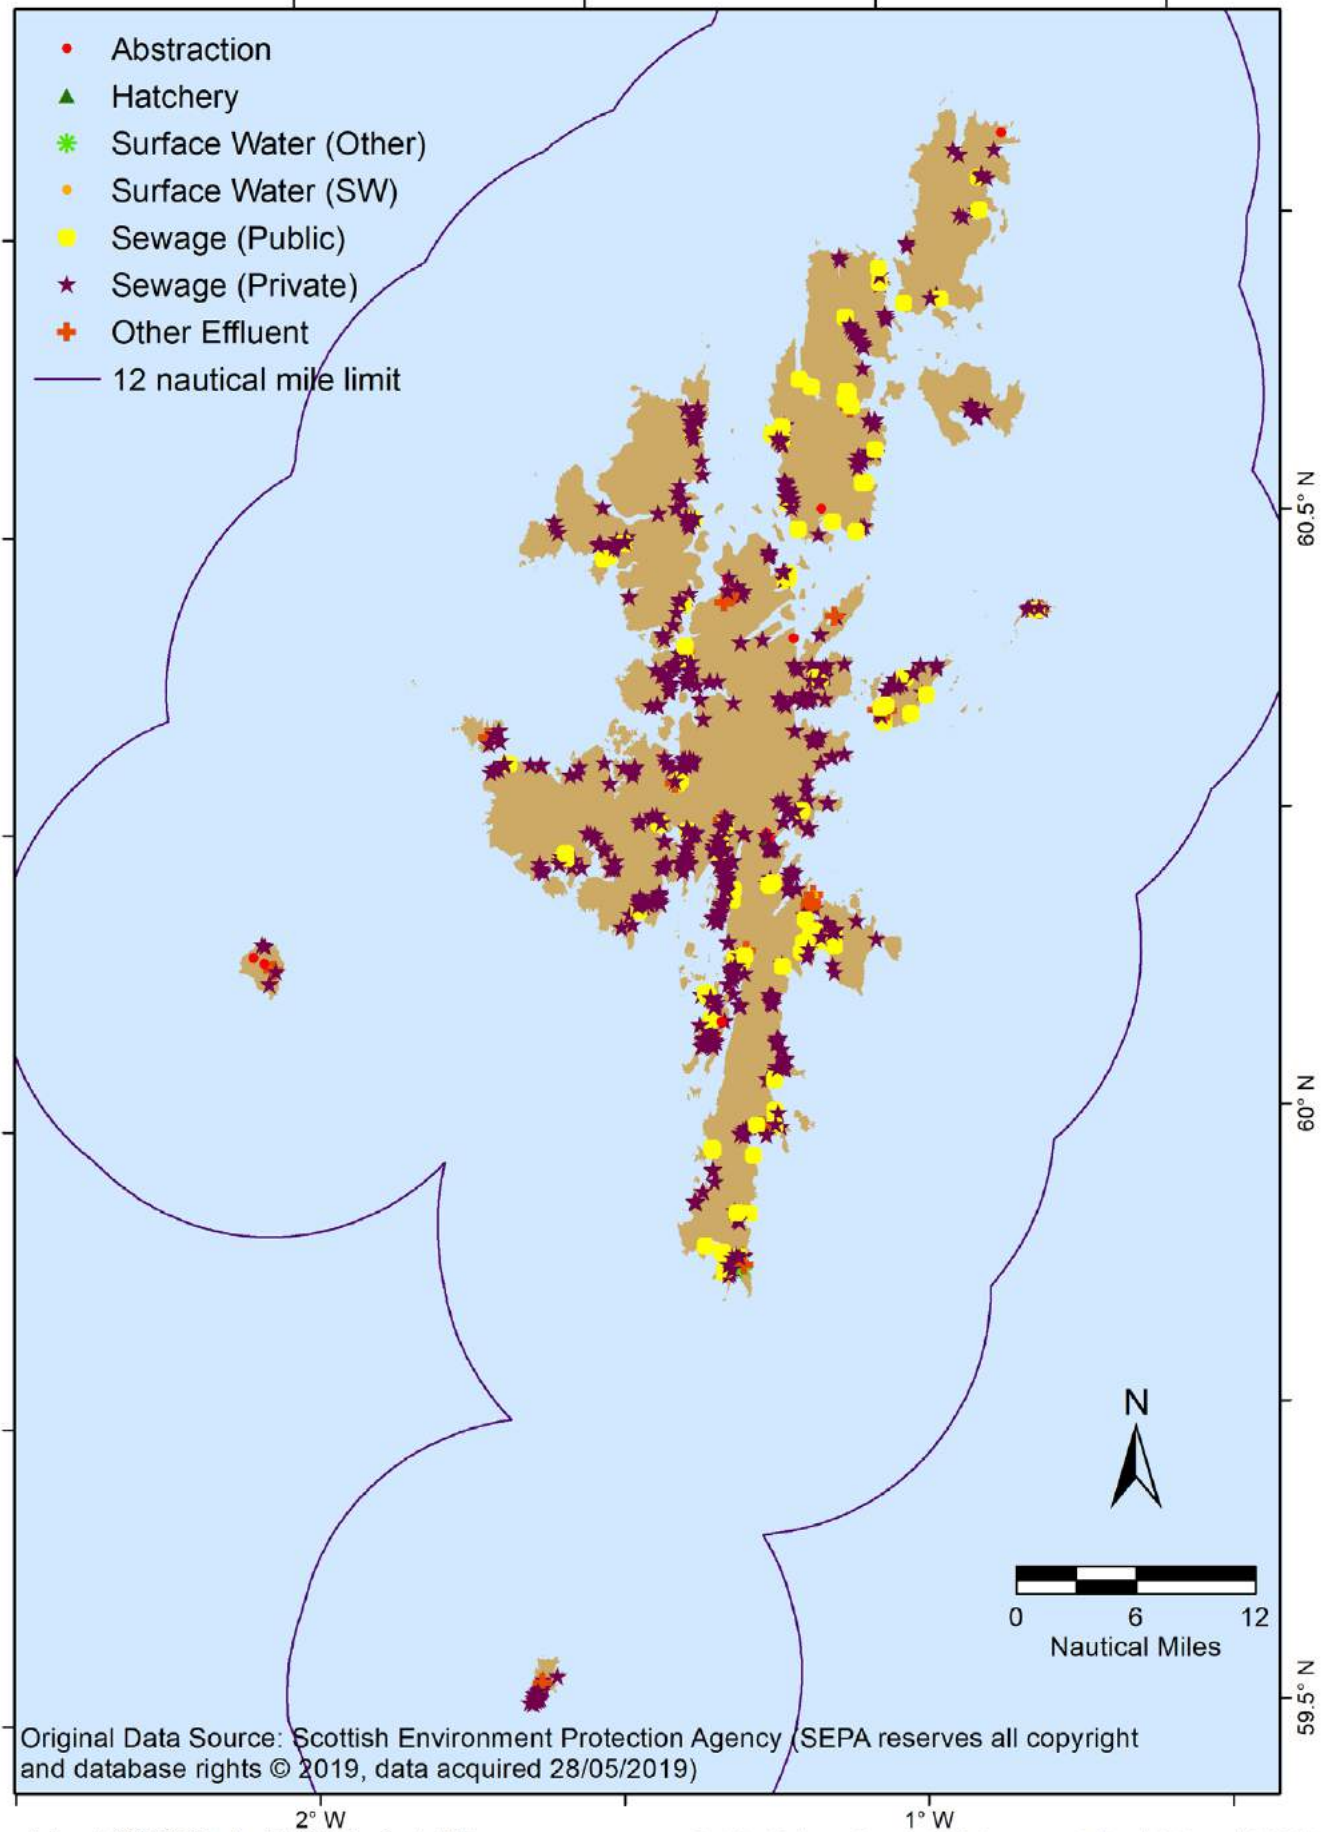 Abstraction
Hatchery
Surface Water (Other)
Surface Water (SW)
Sewage (Public)
Sewage (Private)
Other Effluent
12 nautical mile limit
60.5° N
60° N
59.5° N
N
0 6 12
Nautical Miles
Original Data Source: Scottish Environment Protection Agency (SEPA reserves all copyright
and database rights © 2019, data acquired 28/05/2019)
2° W 1° W